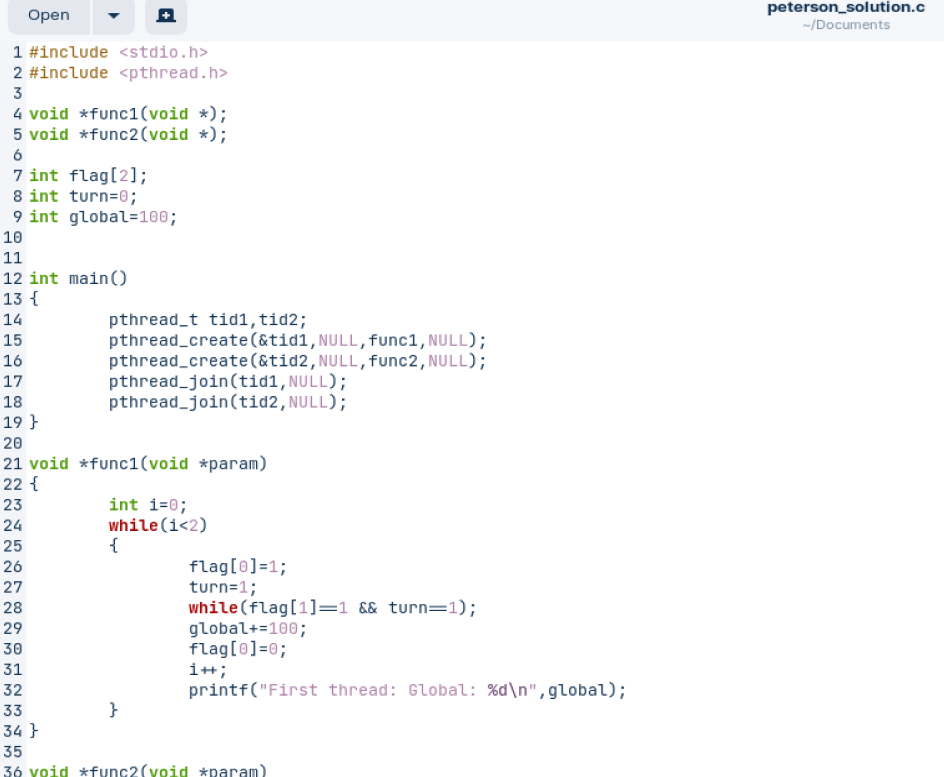 Open
peterson_solution.c
~/Documents
1 #include <stdio.h>
2 #include <pthread.h>
3
4 void *func1(void *);
5 void *func2(void *);
6
7 int flag[2];
8 int turn=0;
9 int global=100;
10
11
12 int main()
13 {
14         pthread_t tid1,tid2;
15         pthread_create(&tid1,NULL,func1,NULL);
16         pthread_create(&tid2,NULL,func2,NULL);
17         pthread_join(tid1,NULL);
18         pthread_join(tid2,NULL);
19 }
20
21 void *func1(void *param)
22 {
23         int i=0;
24         while(i<2)
25         {
26                 flag[0]=1;
27                 turn=1;
28                 while(flag[1]==1 && turn==1);
29                 global+=100;
30                 flag[0]=0;
31                 i++;
32                 printf("First thread: Global: %d\n",global);
33         }
34 }
35
36 void *func2(void *param)